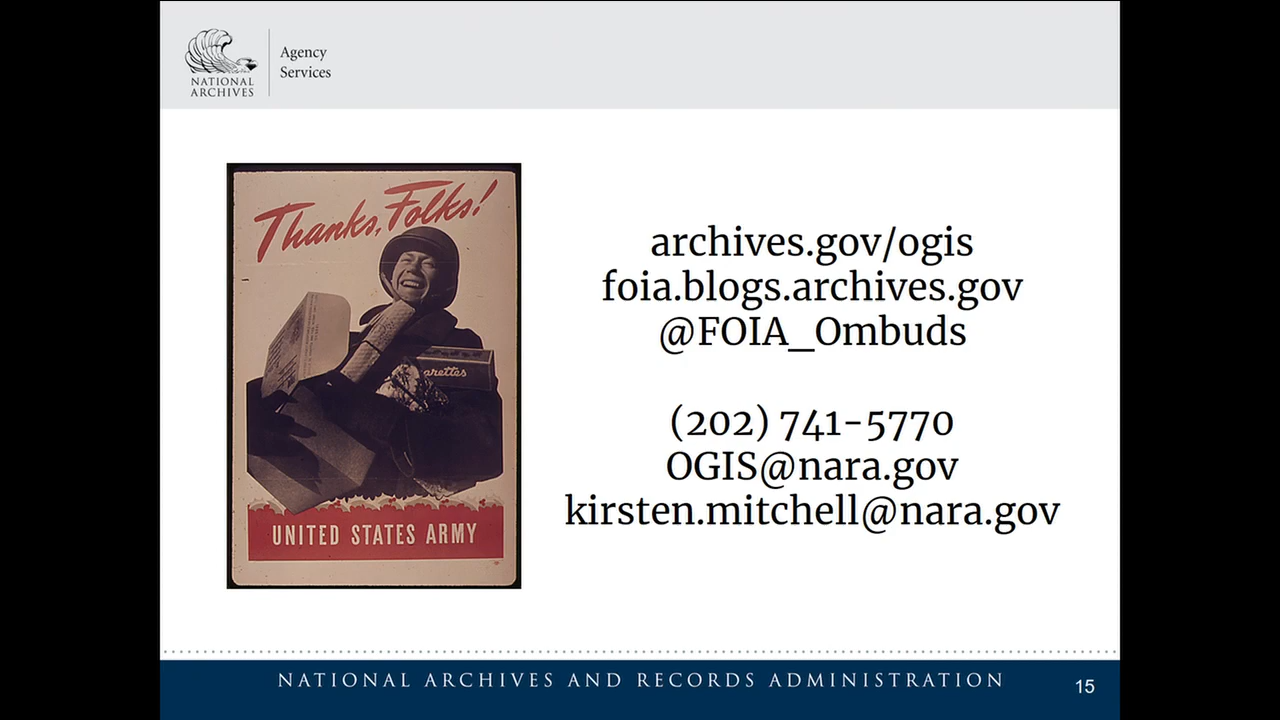 NATIONAL
ARCHIVES
Agency
Services
Thanks, Folks!
arettes
UNITED STATES ARMY
archives.gov/ogis
foia.blogs.archives.gov
@FOIA_Ombuds
(202) 741-5770
OGIS@nara.gov
kirsten.mitchell@nara.gov
NATIONAL ARCHIVES AND RECORDS ADMINISTRATION
15